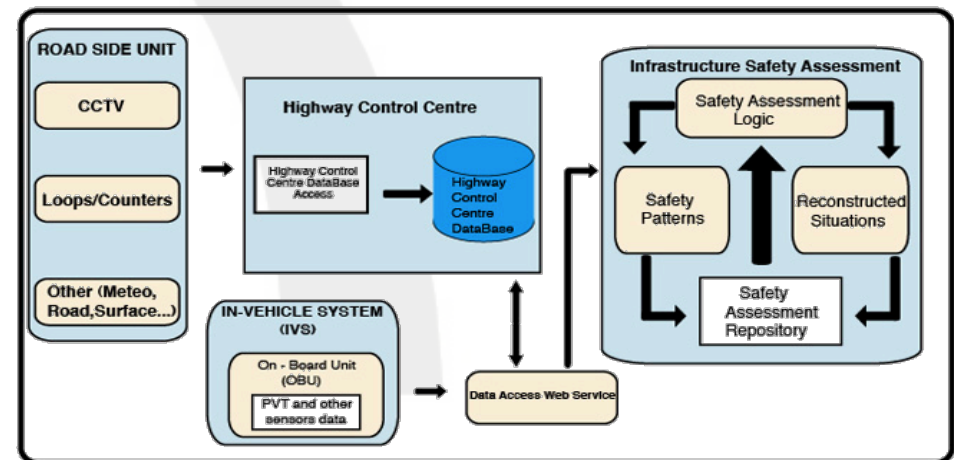 ROAD SIDE UNIT
CCTV
Loops/Counters
Other (Meteo,
Road,Surface...)
Highway Control Centre
Highway Control
Centre DataBase
Access
Highway
Control
Centre
DataBase
IN-VEHICLE SYSTEM
(IVS)
On - Board Unit
(OBU)
PVT and other
sensors data
Data Access Web Service
Infrastructure Safety Assessment
Safety Assessment
Logic
Safety
Patterns
Reconstructed
Situations
Safety
Assessment
Repository